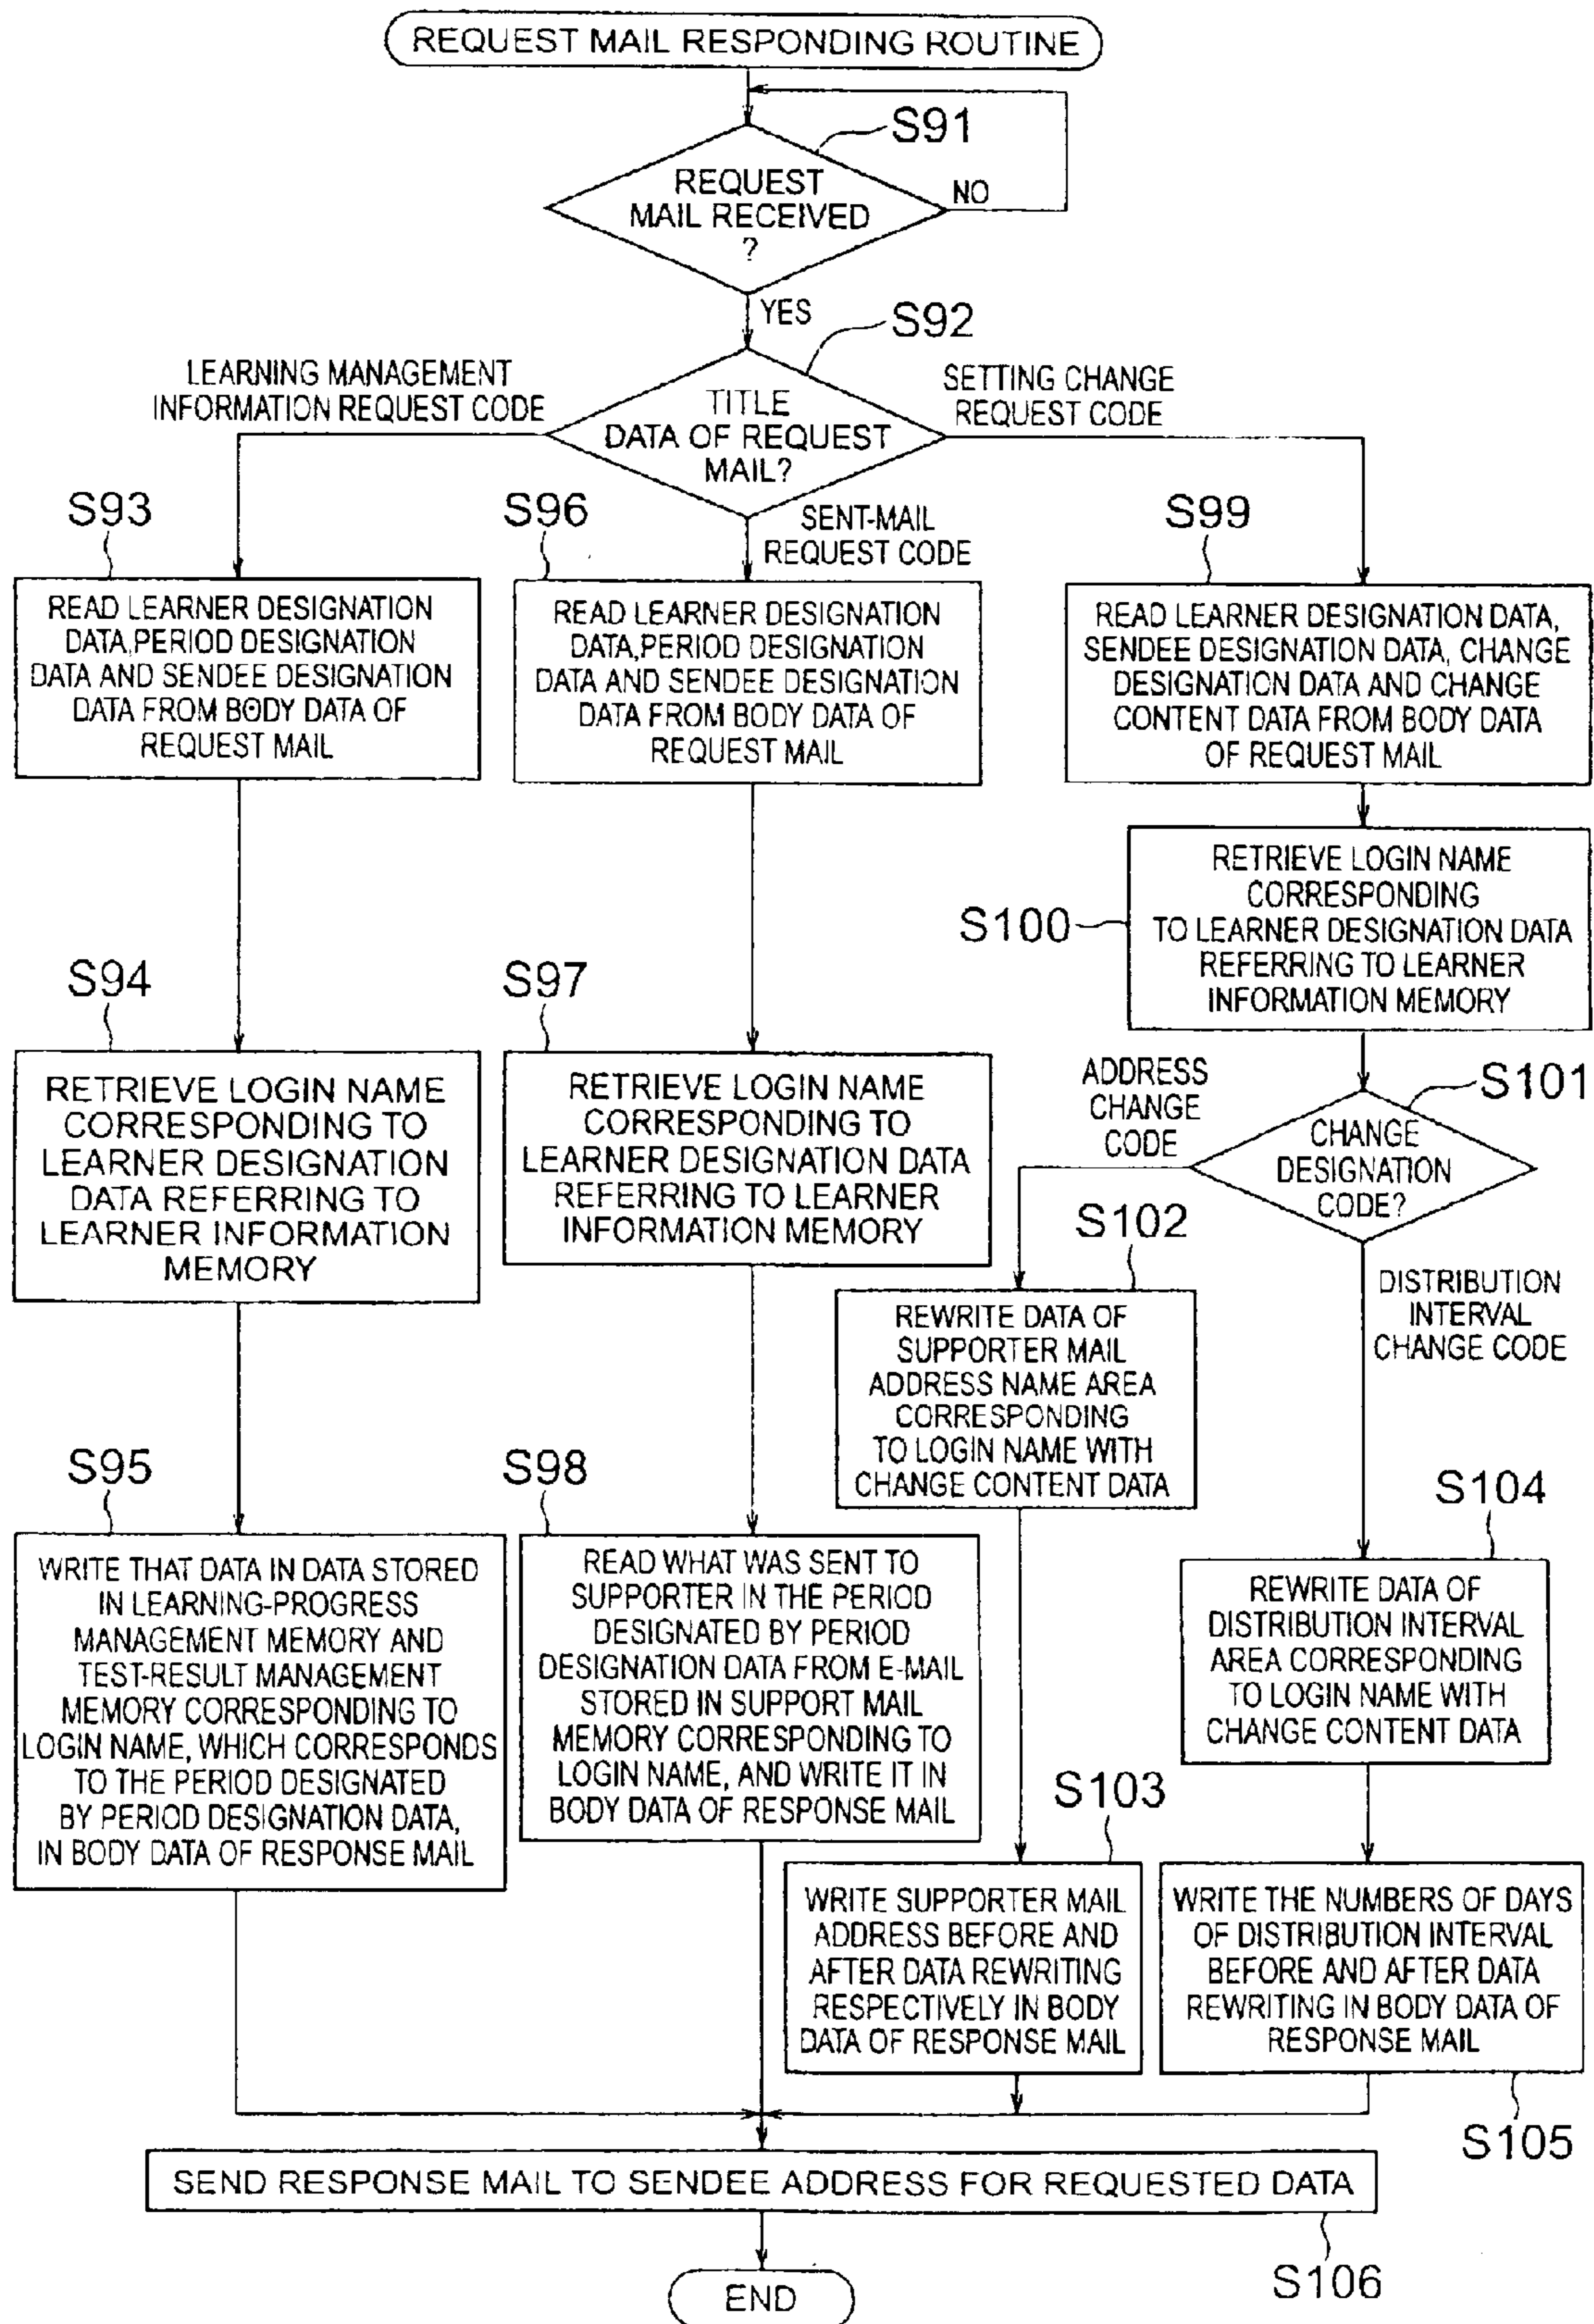 REQUEST MAIL RESPONDING ROUTINE
S91
REQUEST
MAIL RECEIVED
?
NO
YES
S92
TITLE
DATA OF REQUEST
MAIL?
LEARNING MANAGEMENT
INFORMATION REQUEST CODE
SETTING CHANGE
REQUEST CODE
SENT-MAIL
REQUEST CODE
S93
READ LEARNER DESIGNATION
DATA,PERIOD DESIGNATION
DATA AND SENDEE DESIGNATION
DATA FROM BODY DATA OF
REQUEST MAIL
S94
RETRIEVE LOGIN NAME
CORRESPONDING TO
LEARNER DESIGNATION
DATA REFERRING TO
LEARNER INFORMATION
MEMORY
S95
WRITE THAT DATA IN DATA STORED
IN LEARNING-PROGRESS
MANAGEMENT MEMORY AND
TEST-RESULT MANAGEMENT
MEMORY CORRESPONDING TO
LOGIN NAME, WHICH CORRESPONDS
TO THE PERIOD DESIGNATED
BY PERIOD DESIGNATION DATA,
IN BODY DATA OF RESPONSE MAIL
S96
READ LEARNER DESIGNATION
DATA,PERIOD DESIGNATION
DATA AND SENDEE DESIGNATION
DATA FROM BODY DATA OF
REQUEST MAIL
S97
RETRIEVE LOGIN NAME
CORRESPONDING TO
LEARNER DESIGNATION DATA
REFERRING TO LEARNER
INFORMATION MEMORY
S98
READ WHAT WAS SENT TO
SUPPORTER IN THE PERIOD
DESIGNATED BY PERIOD
DESIGNATION DATA FROM E-MAIL
STORED IN SUPPORT MAIL
MEMORY CORRESPONDING TO
LOGIN NAME, AND WRITE IT IN
BODY DATA OF RESPONSE MAIL
S99
READ LEARNER DESIGNATION DATA,
SENDEE DESIGNATION DATA, CHANGE
DESIGNATION DATA AND CHANGE
CONTENT DATA FROM BODY DATA
OF REQUEST MAIL
S100
RETRIEVE LOGIN NAME
CORRESPONDING
TO LEARNER DESIGNATION DATA
REFERRING TO LEARNER
INFORMATION MEMORY
S101
CHANGE
DESIGNATION
CODE?
ADDRESS
CHANGE
CODE
DISTRIBUTION
INTERVAL
CHANGE CODE
S102
REWRITE DATA OF
SUPPORTER MAIL
ADDRESS NAME AREA
CORRESPONDING
TO LOGIN NAME WITH
CHANGE CONTENT DATA
S103
WRITE SUPPORTER MAIL
ADDRESS BEFORE AND
AFTER DATA REWRITING
RESPECTIVELY IN BODY
DATA OF RESPONSE MAIL
S104
REWRITE DATA OF
DISTRIBUTION INTERVAL
AREA CORRESPONDING
TO LOGIN NAME WITH
CHANGE CONTENT DATA
WRITE THE NUMBERS OF DAYS
OF DISTRIBUTION INTERVAL
BEFORE AND AFTER DATA
REWRITING IN BODY DATA OF
RESPONSE MAIL
S105
SEND RESPONSE MAIL TO SENDEE ADDRESS FOR REQUESTED DATA
S106
END